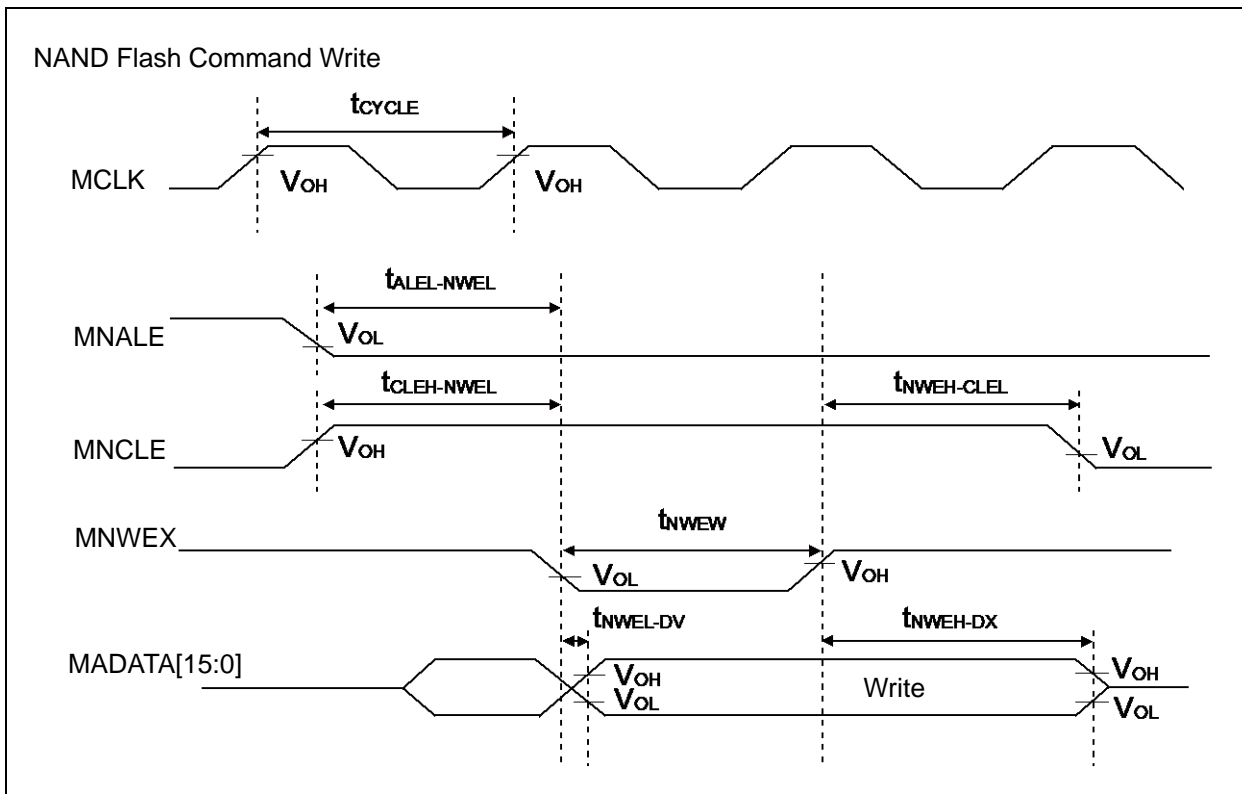 NAND Flash Command Write
tCYCLE
MCLK
VOH
VOH
tALEL-NWEL
MNALE
VOL
tCLEH-NWEL
tNWEH-CLEL
MNCLE
VOH
VOL
tNWEW
MNWEX
VOL
VOH
tNWEL-DV
tNWEH-DX
MADATA[15:0]
VOH
VOL
Write
VOH
VOL